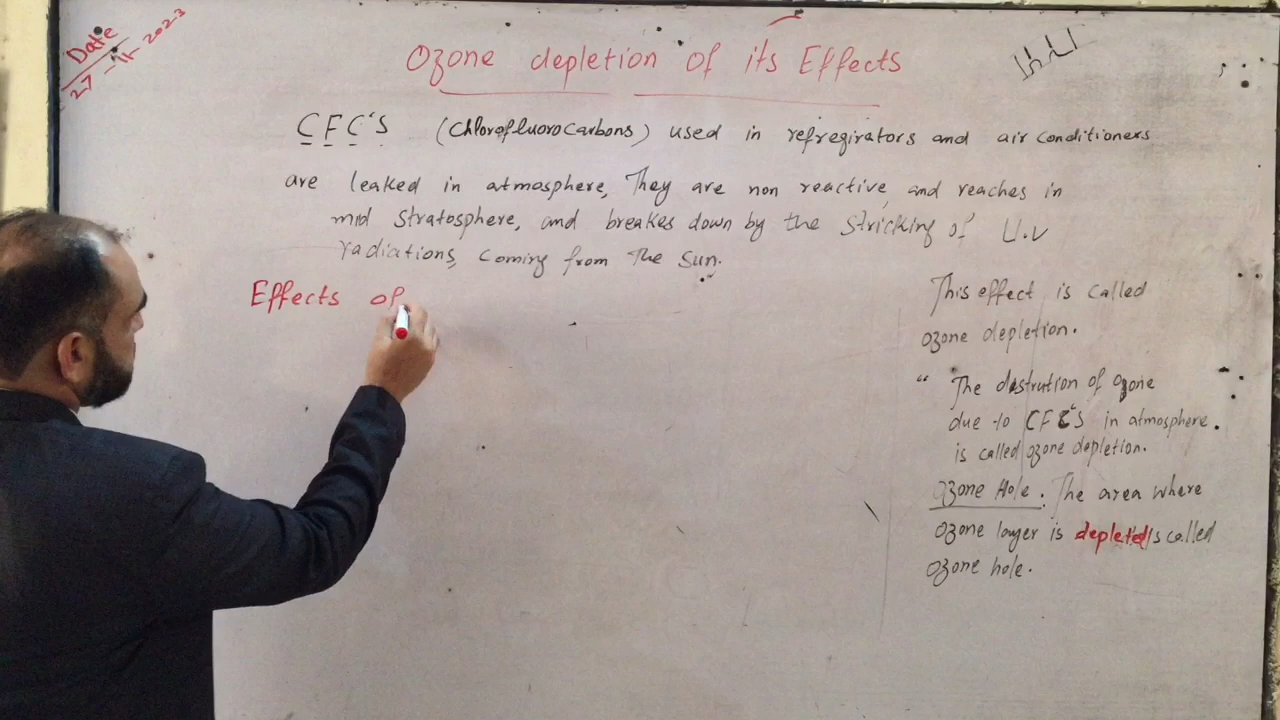 Date
27-11-2023
Ozone depletion of its Effects
CFC's (Chlorofluorocarbons) used in refregirators and air conditioners
are leaked in atmosphere, They are non reactive and reaches in
mid stratosphere, and breakes down by the stricking of U.V
radiations, coming from the sun.
Effects of
This effect is called
ozone depletion.
" The destrution of ozone
due to CFC's in atmosphere.
is called ozone depletion.
Ozone Hole. The area where
ozone layer is depleted is called
ozone hole.